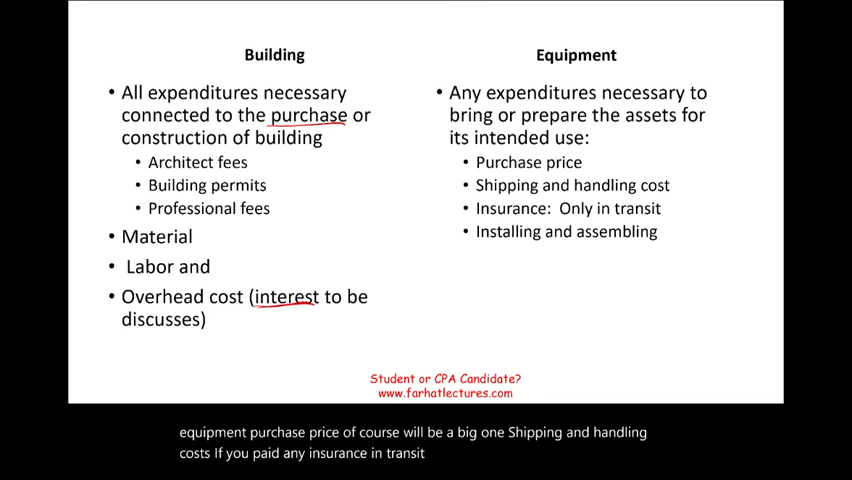 Building
All expenditures necessary
connected to the purchase or
construction of building
Architect fees
Building permits
Professional fees
Material
Labor and
Overhead cost (interest to be
discusses)
Equipment
Any expenditures necessary to
bring or prepare the assets for
its intended use:
Purchase price
Shipping and handling cost
Insurance: Only in transit
Installing and assembling
Student or CPA Candidate?
www.farhatlectures.com
equipment purchase price of course will be a big one Shipping and handling
costs If you paid any insurance in transit